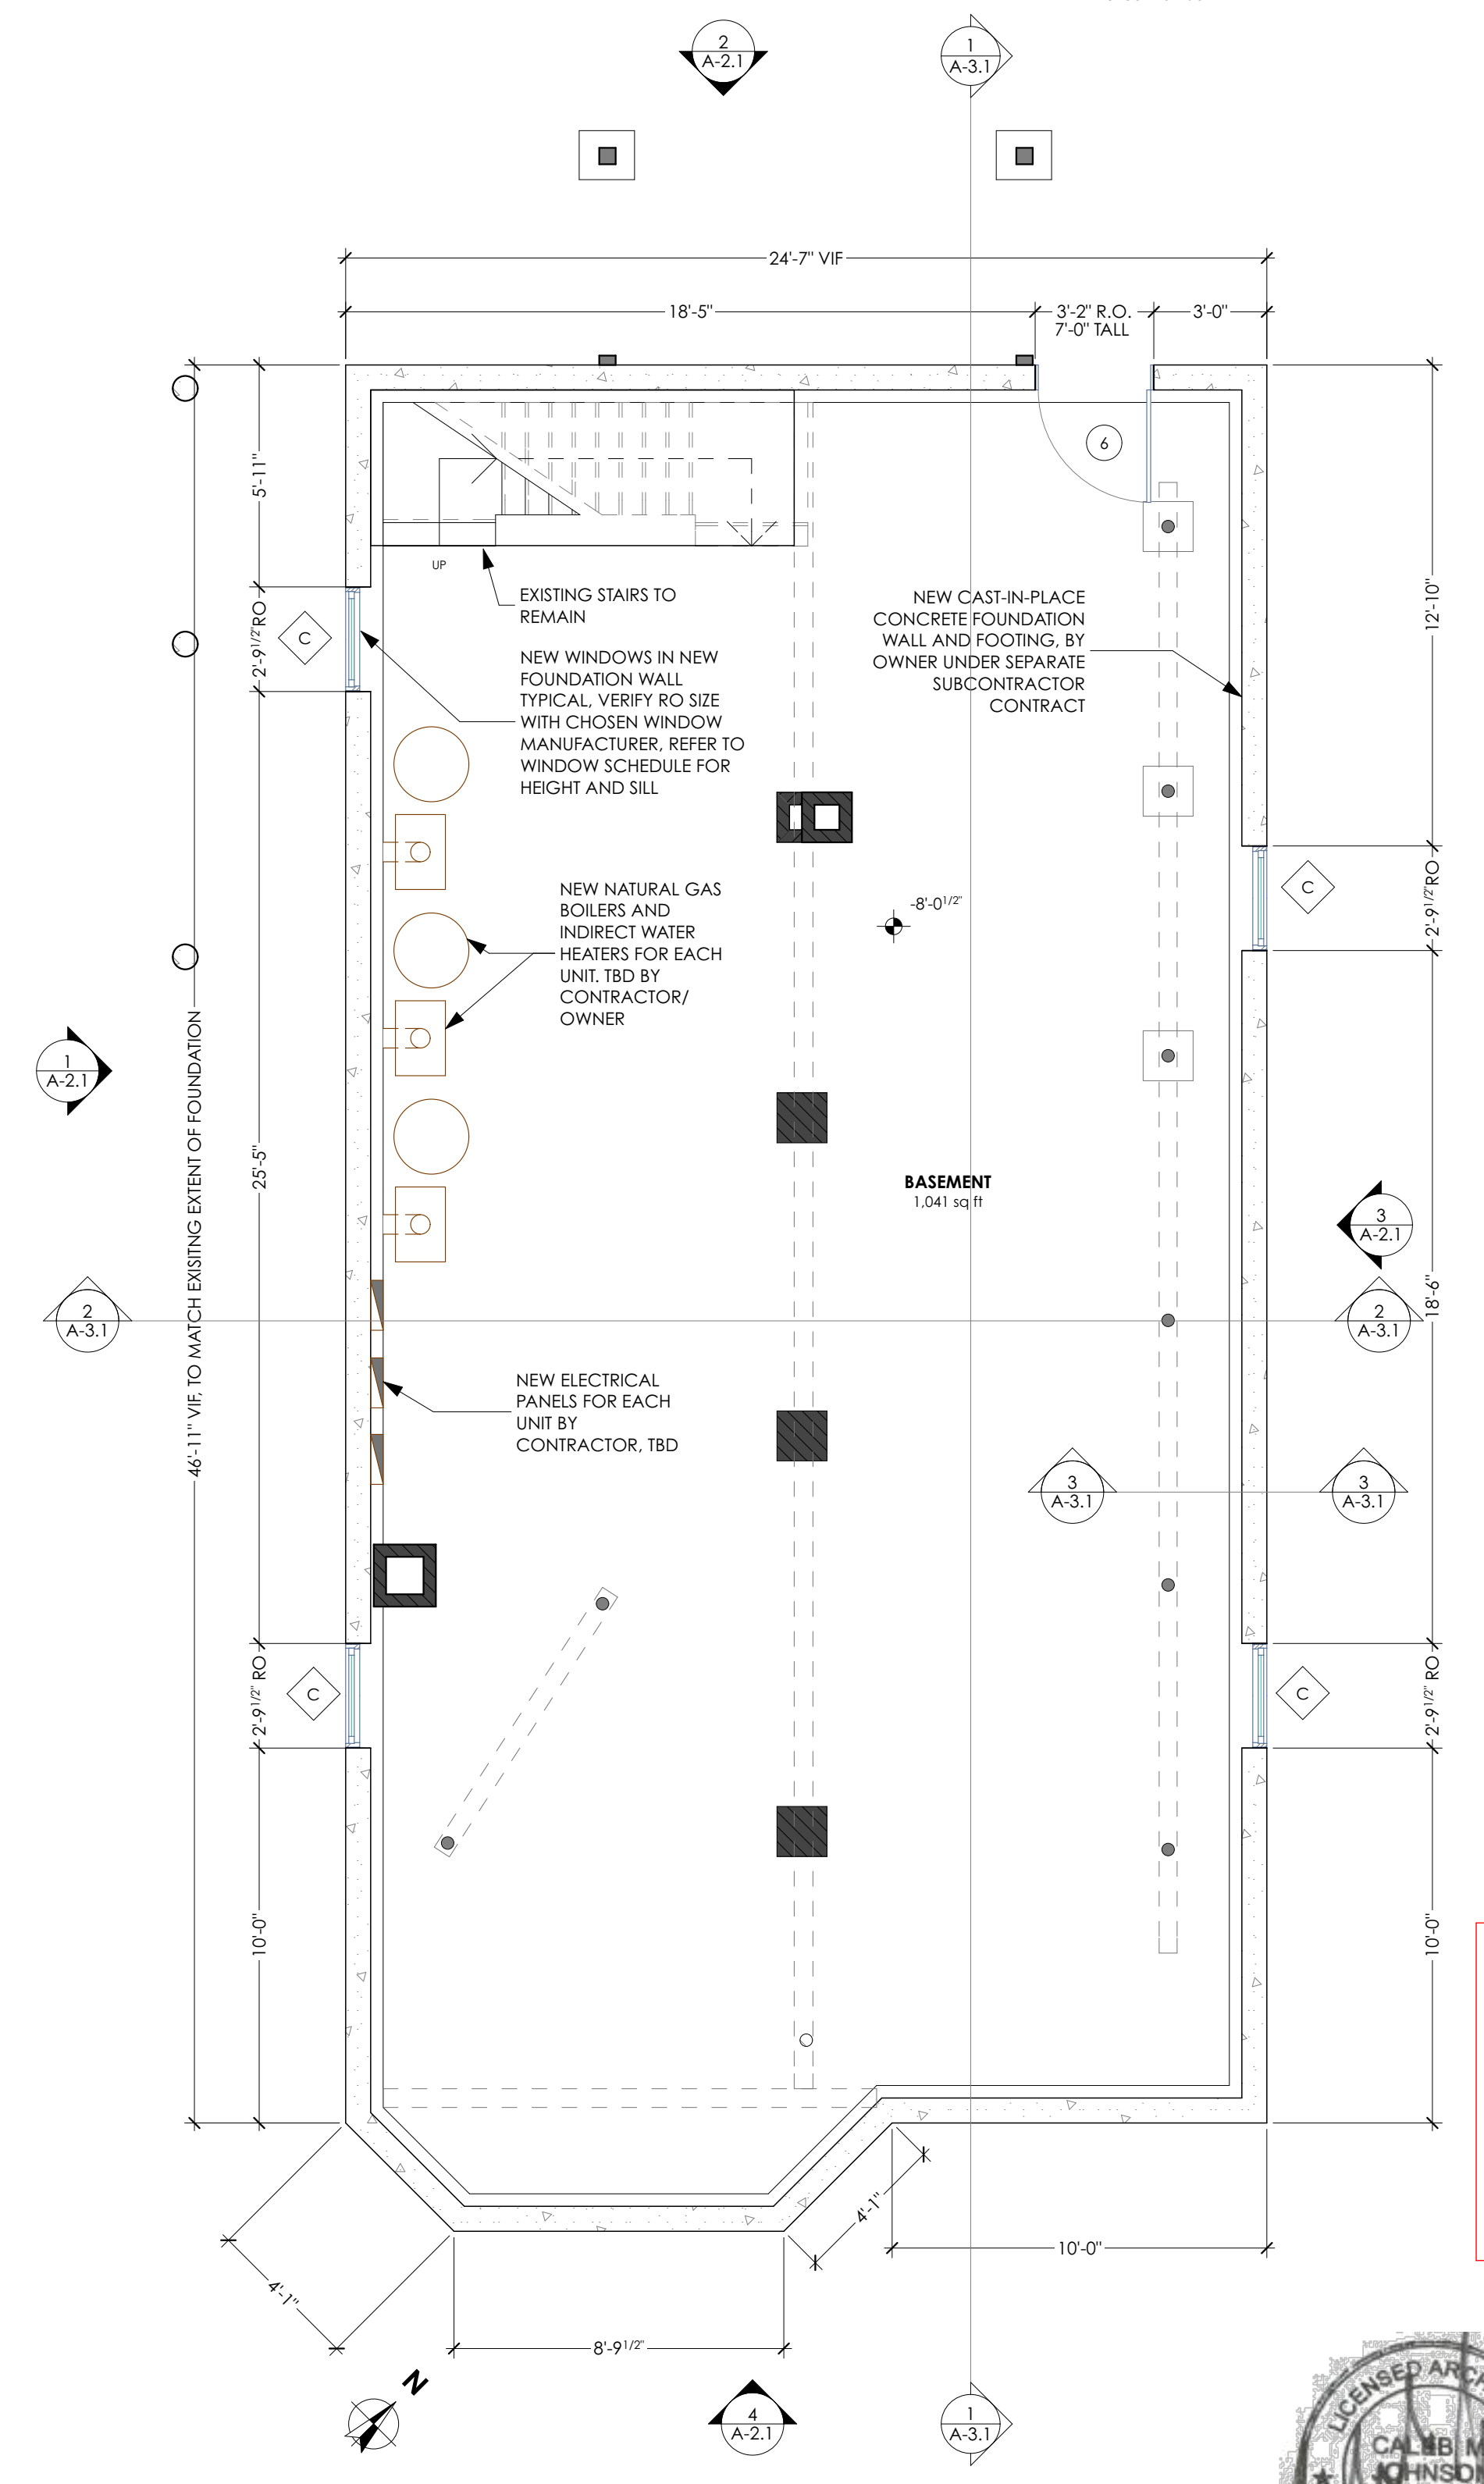 2
A-2.1
1
A-3.1
24'-7" VIF
18'-5"
3'-2" R.O.
7'-0" TALL
3'-0"
5'-11"
6
UP
EXISTING STAIRS TO
REMAIN
2'-9 1/2" RO
C
NEW WINDOWS IN NEW
FOUNDATION WALL
TYPICAL, VERIFY RO SIZE
WITH CHOSEN WINDOW
MANUFACTURER, REFER TO
WINDOW SCHEDULE FOR
HEIGHT AND SILL
NEW CAST-IN-PLACE
CONCRETE FOUNDATION
WALL AND FOOTING, BY
OWNER UNDER SEPARATE
SUBCONTRACTOR
CONTRACT
12'-10"
NEW NATURAL GAS
BOILERS AND
INDIRECT WATER
HEATERS FOR EACH
UNIT. TBD BY
CONTRACTOR/
OWNER
-8'-0 1/2"
C
2'-9 1/2" RO
1
A-2.1
46'-11" VIF, TO MATCH EXISITNG EXTENT OF FOUNDATION
25'-5"
BASEMENT
1,041 sq ft
3
A-2.1
2
A-3.1
2
A-3.1
18'-6"
NEW ELECTRICAL
PANELS FOR EACH
UNIT BY
CONTRACTOR, TBD
3
A-3.1
3
A-3.1
2'-9 1/2" RO
C
C
2'-9 1/2" RO
10'-0"
10'-0"
4'-1"
4'-1"
10'-0"
8'-9 1/2"
N
4
A-2.1
1
A-3.1
LICENSED
CALEB
JOHNSON